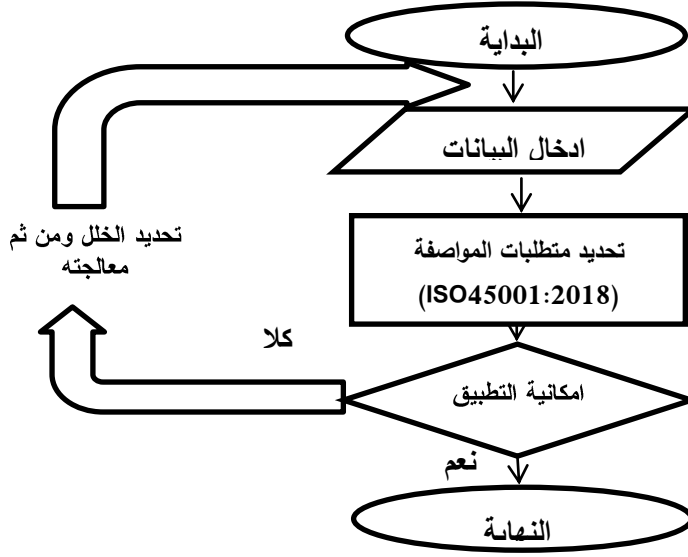 البداية
ادخال البيانات
تحديد متطلبات المواصفة
(ISO45001:2018)
تحديد الخلل ومن ثم
معالجته
كلا
امكانية التطبيق
نعم
النهاية